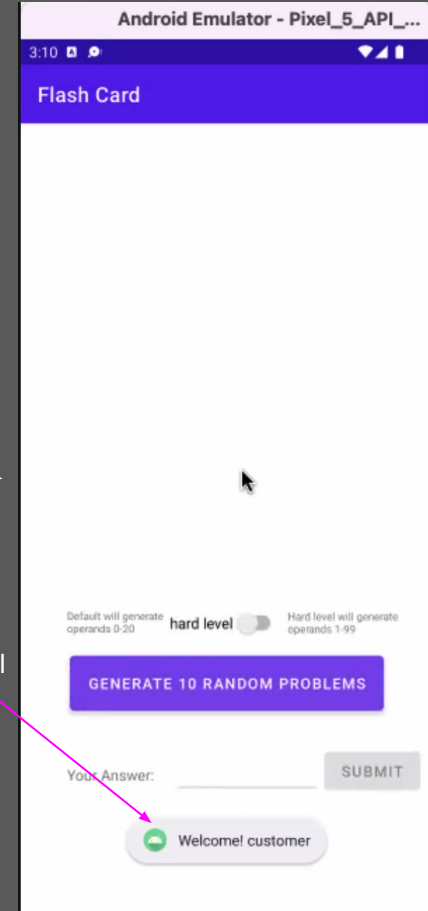 Android Emulator - Pixel_5_API_...
3:10
Flash Card
Default will generate
operands 0-20
hard level
Hard level will generate
operands 1-99
GENERATE 10 RANDOM PROBLEMS
Your Answer:
SUBMIT
Welcome! customer